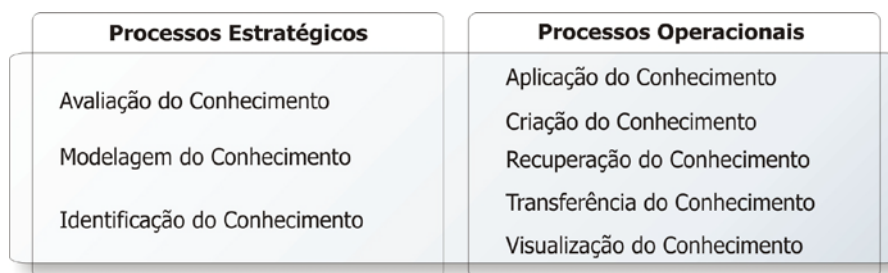 Processos Estratégicos
Avaliação do Conhecimento
Modelagem do Conhecimento
Identificação do Conhecimento
Processos Operacionais
Aplicação do Conhecimento
Criação do Conhecimento
Recuperação do Conhecimento
Transferência do Conhecimento
Visualização do Conhecimento